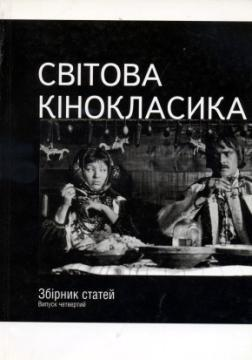 СВІТОВА
КІНОКЛАСИКА
Збірник статей
Випуск четвертий